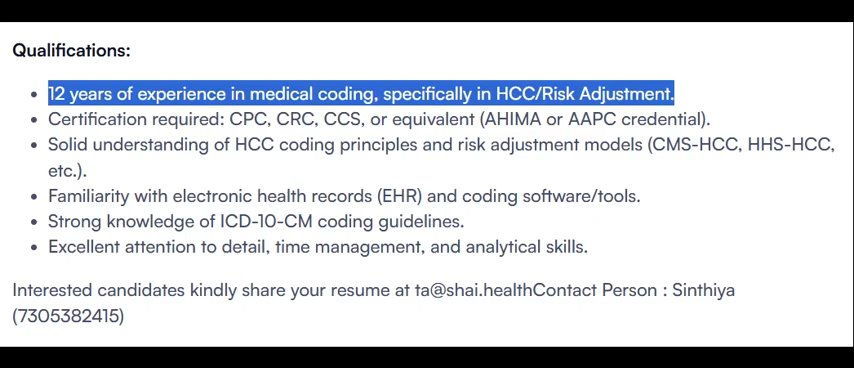 Qualifications:
• 12 years of experience in medical coding, specifically in HCC/Risk Adjustment.
• Certification required: CPC, CRC, CCS, or equivalent (AHIMA or AAPC credential).
• Solid understanding of HCC coding principles and risk adjustment models (CMS-HCC, HHS-HCC,
etc.).
• Familiarity with electronic health records (EHR) and coding software/tools.
• Strong knowledge of ICD-10-CM coding guidelines.
• Excellent attention to detail, time management, and analytical skills.
Interested candidates kindly share your resume at ta@shai.healthContact Person : Sinthiya
(7305382415)